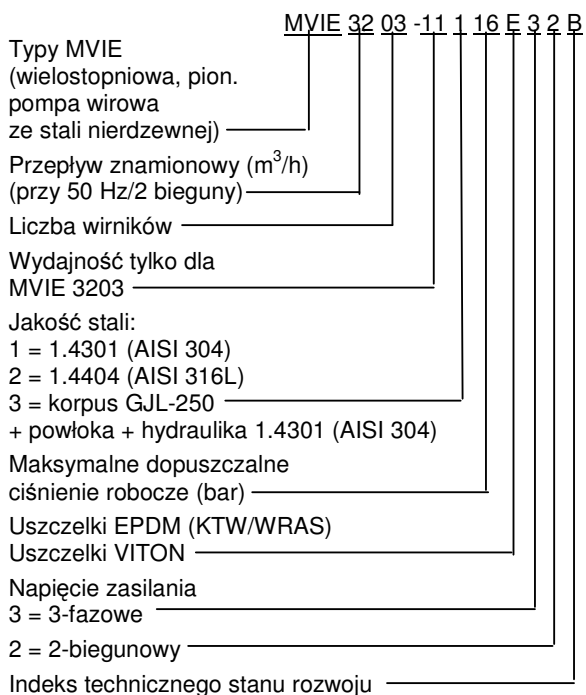 MVIE 32 03 -11 1 16 E 3 2 B
Typy MVIE
(wielostopniowa, pion.
pompa wirowa
ze stali nierdzewnej)
Przepływ znamionowy (m³/h)
(przy 50 Hz/2 bieguny)
Liczba wirników
Wydajność tylko dla
MVIE 3203
Jakość stali:
1 = 1.4301 (AISI 304)
2 = 1.4404 (AISI 316L)
3 = korpus GJL-250
+ powłoka + hydraulika 1.4301 (AISI 304)
Maksymalne dopuszczalne
ciśnienie robocze (bar)
Uszczelki EPDM (KTW/WRAS)
Uszczelki VITON
Napięcie zasilania
3 = 3-fazowe
2 = 2-biegunowy
Indeks technicznego stanu rozwoju